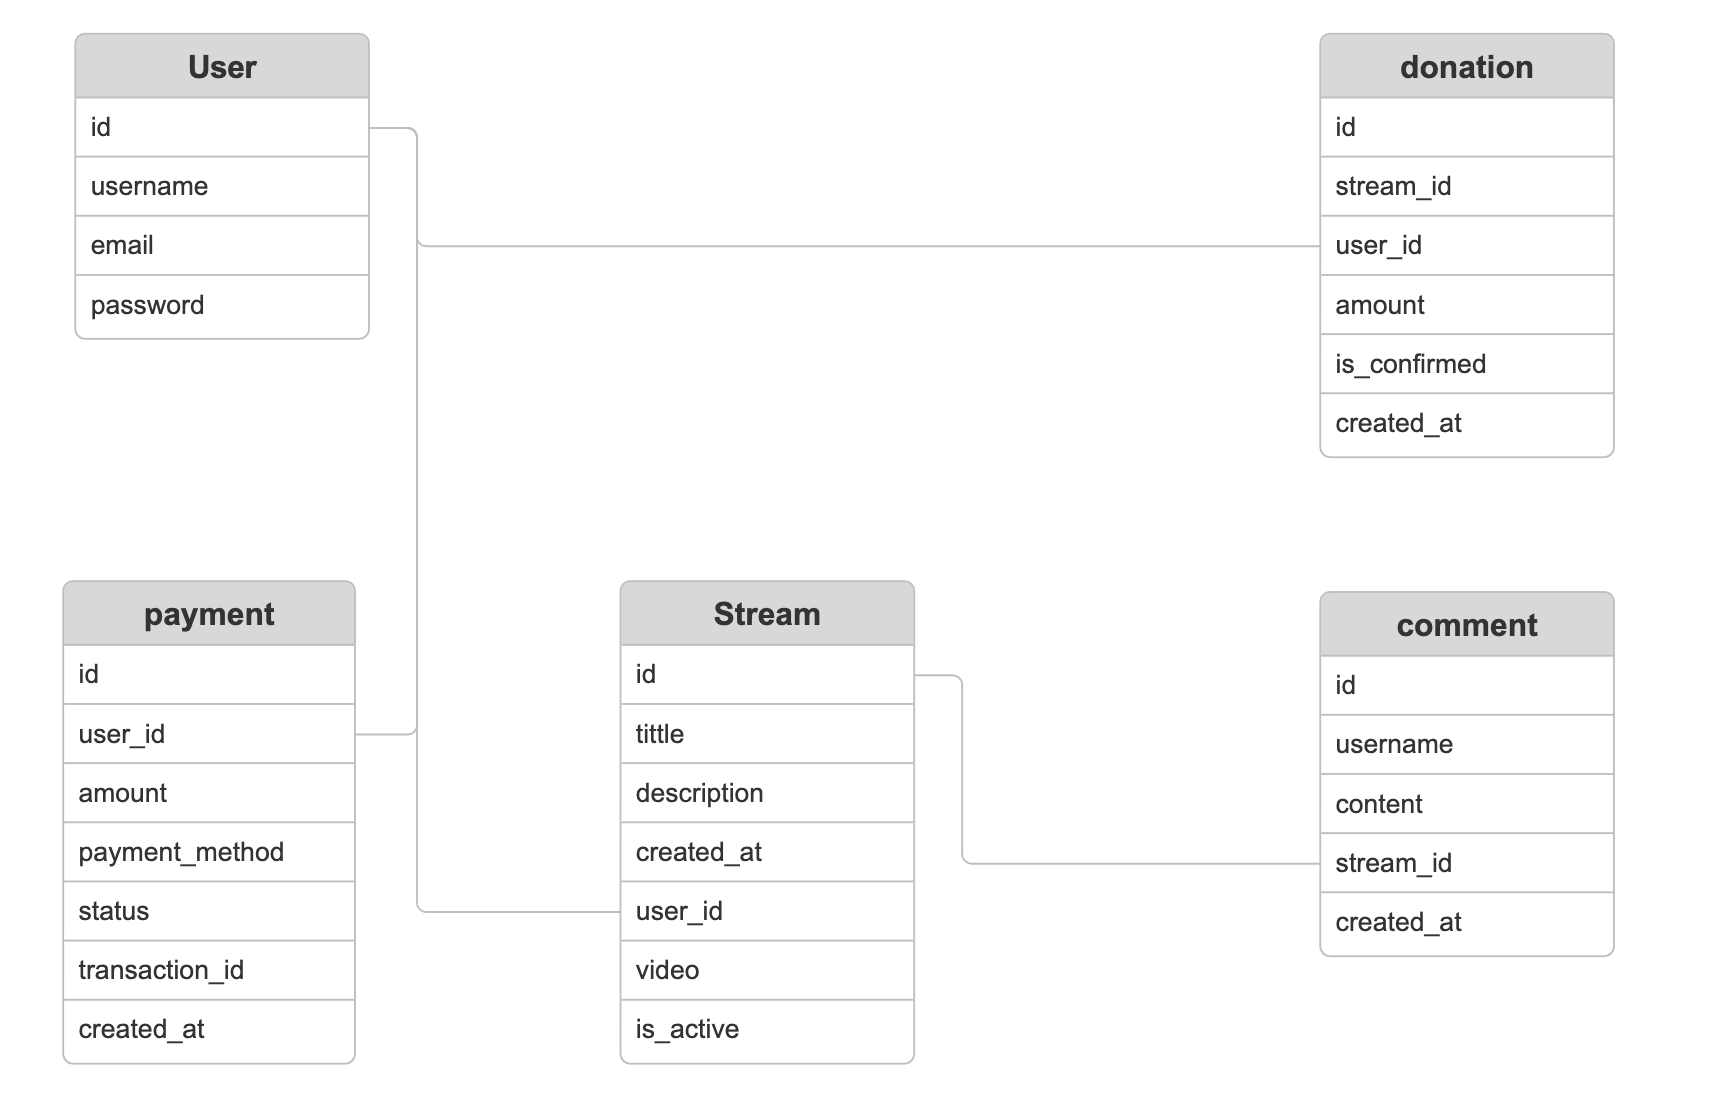 User
id
username
email
password
donation
id
stream_id
user_id
amount
is_confirmed
created_at
payment
id
user_id
amount
payment_method
status
transaction_id
created_at
Stream
id
tittle
description
created_at
user_id
video
is_active
comment
id
username
content
stream_id
created_at